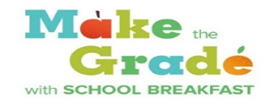 Make the
Grade
with SCHOOL BREAKFAST